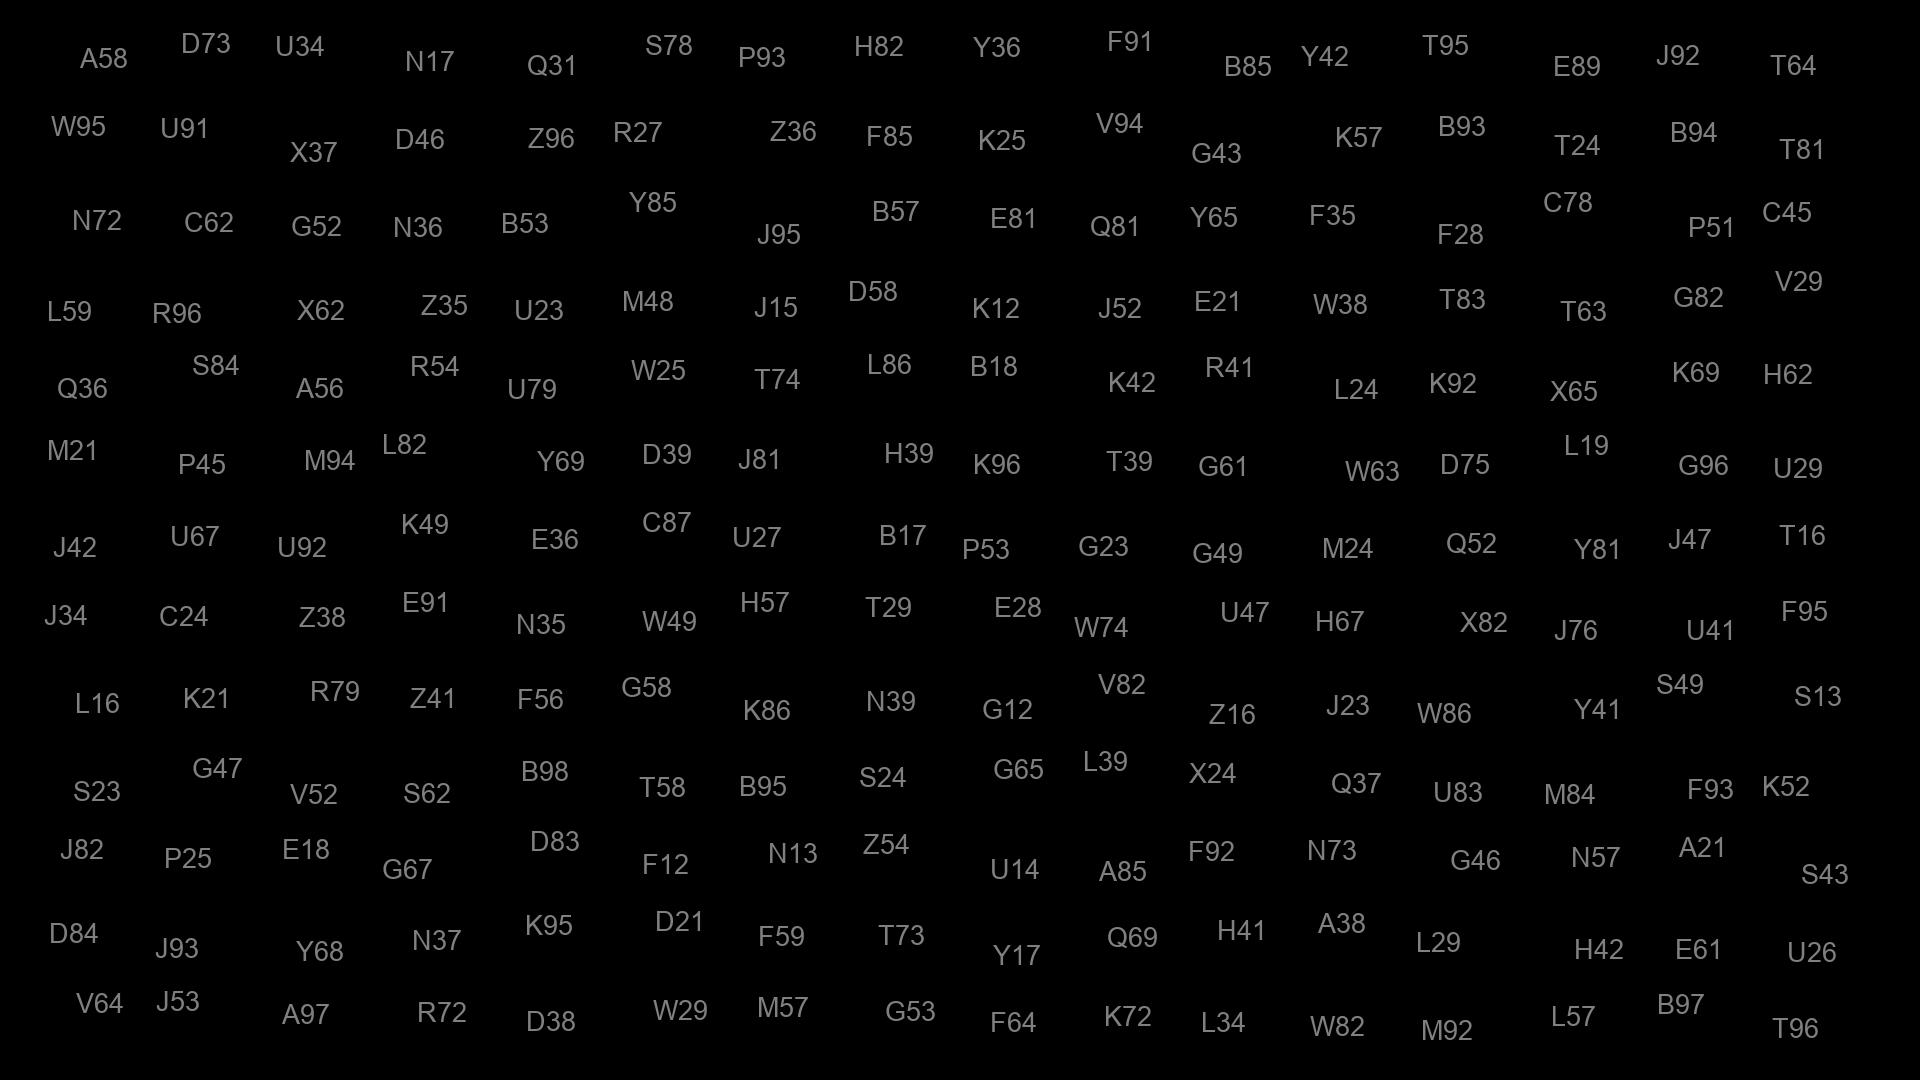 A58 D73 U34 N17 Q31 S78 P93 H82 Y36 F91 B85 Y42 T95 E89 J92 T64
W95 U91 X37 D46 Z96 R27 Z36 F85 K25 V94 G43 K57 B93 T24 B94 T81
N72 C62 G52 N36 B53 Y85 J95 B57 E81 Q81 Y65 F35 F28 C78 P51 C45
L59 R96 X62 Z35 U23 M48 J15 D58 K12 J52 E21 W38 T83 T63 G82 V29
Q36 S84 A56 R54 U79 W25 T74 L86 B18 K42 R41 L24 K92 X65 K69 H62
M21 P45 M94 L82 Y69 D39 J81 H39 K96 T39 G61 W63 D75 L19 G96 U29
J42 U67 U92 K49 E36 C87 U27 B17 P53 G23 G49 M24 Q52 Y81 J47 T16
J34 C24 Z38 E91 N35 W49 H57 T29 E28 W74 U47 H67 X82 J76 U41 F95
L16 K21 R79 Z41 F56 G58 K86 N39 G12 V82 Z16 J23 W86 Y41 S49 S13
S23 G47 V52 S62 B98 T58 B95 S24 G65 L39 X24 Q37 U83 M84 F93 K52
J82 P25 E18 G67 D83 F12 N13 Z54 U14 A85 F92 N73 G46 N57 A21 S43
D84 J93 Y68 N37 K95 D21 F59 T73 Y17 Q69 H41 A38 L29 H42 E61 U26
V64 J53 A97 R72 D38 W29 M57 G53 F64 K72 L34 W82 M92 L57 B97 T96